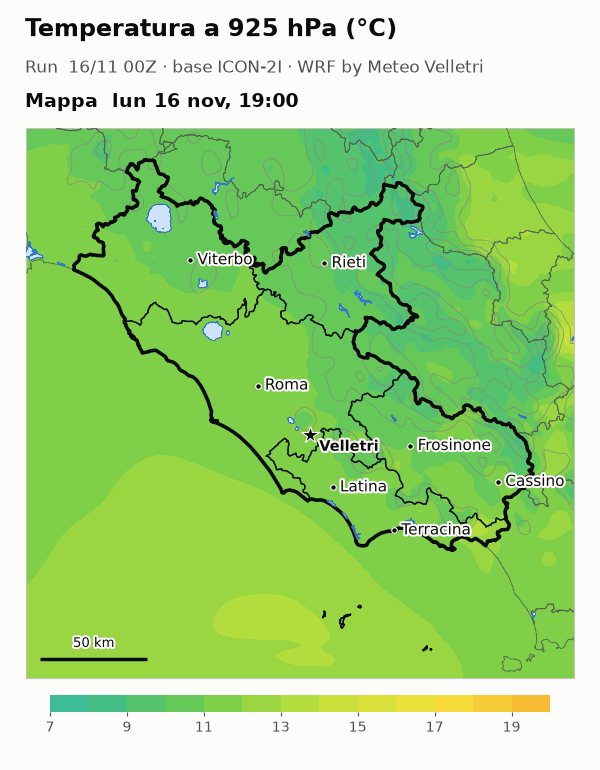 Temperatura a 925 hPa (°C)
Run  16/11 00Z · base ICON-2I · WRF by Meteo Velletri
Mappa  lun 16 nov, 19:00
Viterbo
Rieti
Roma
Velletri
Frosinone
Latina
Cassino
Terracina
50 km
7 9 11 13 15 17 19